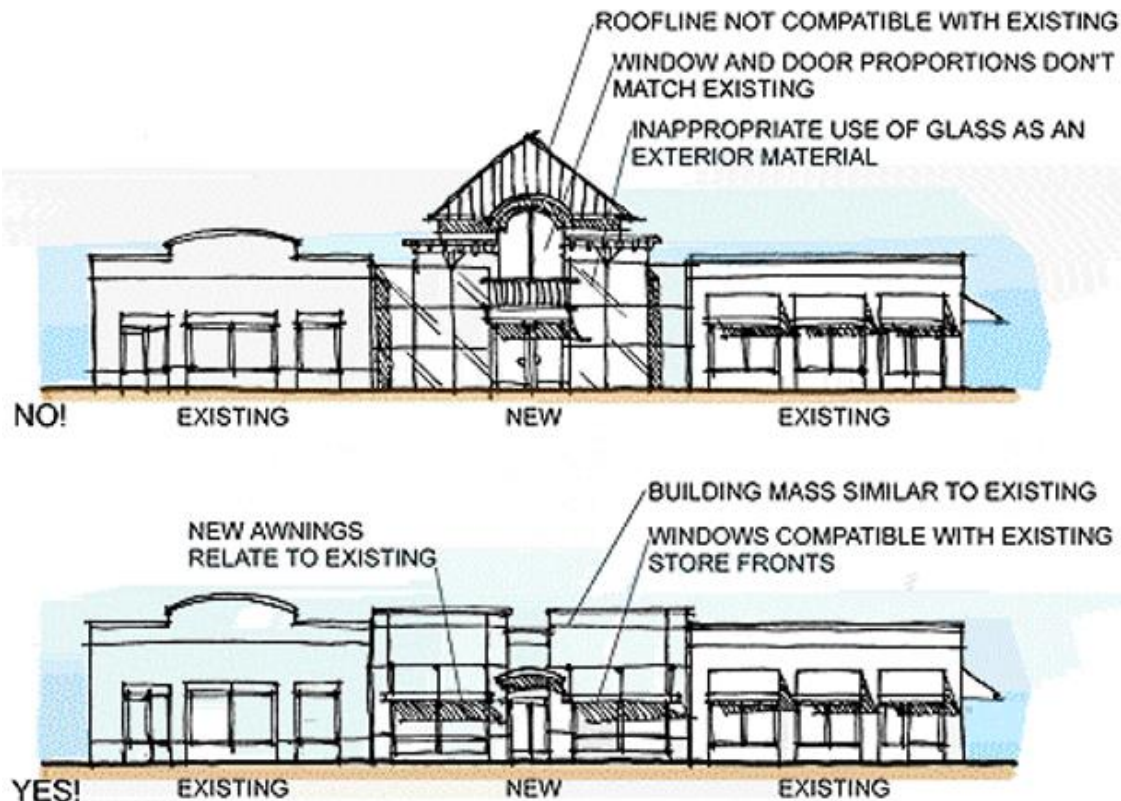 ROOFLINE NOT COMPATIBLE WITH EXISTING
WINDOW AND DOOR PROPORTIONS DON'T
MATCH EXISTING
INAPPROPRIATE USE OF GLASS AS AN
EXTERIOR MATERIAL
NO!
EXISTING
NEW
EXISTING
BUILDING MASS SIMILAR TO EXISTING
NEW AWNINGS
RELATE TO EXISTING
WINDOWS COMPATIBLE WITH EXISTING
STORE FRONTS
YES!
EXISTING
NEW
EXISTING